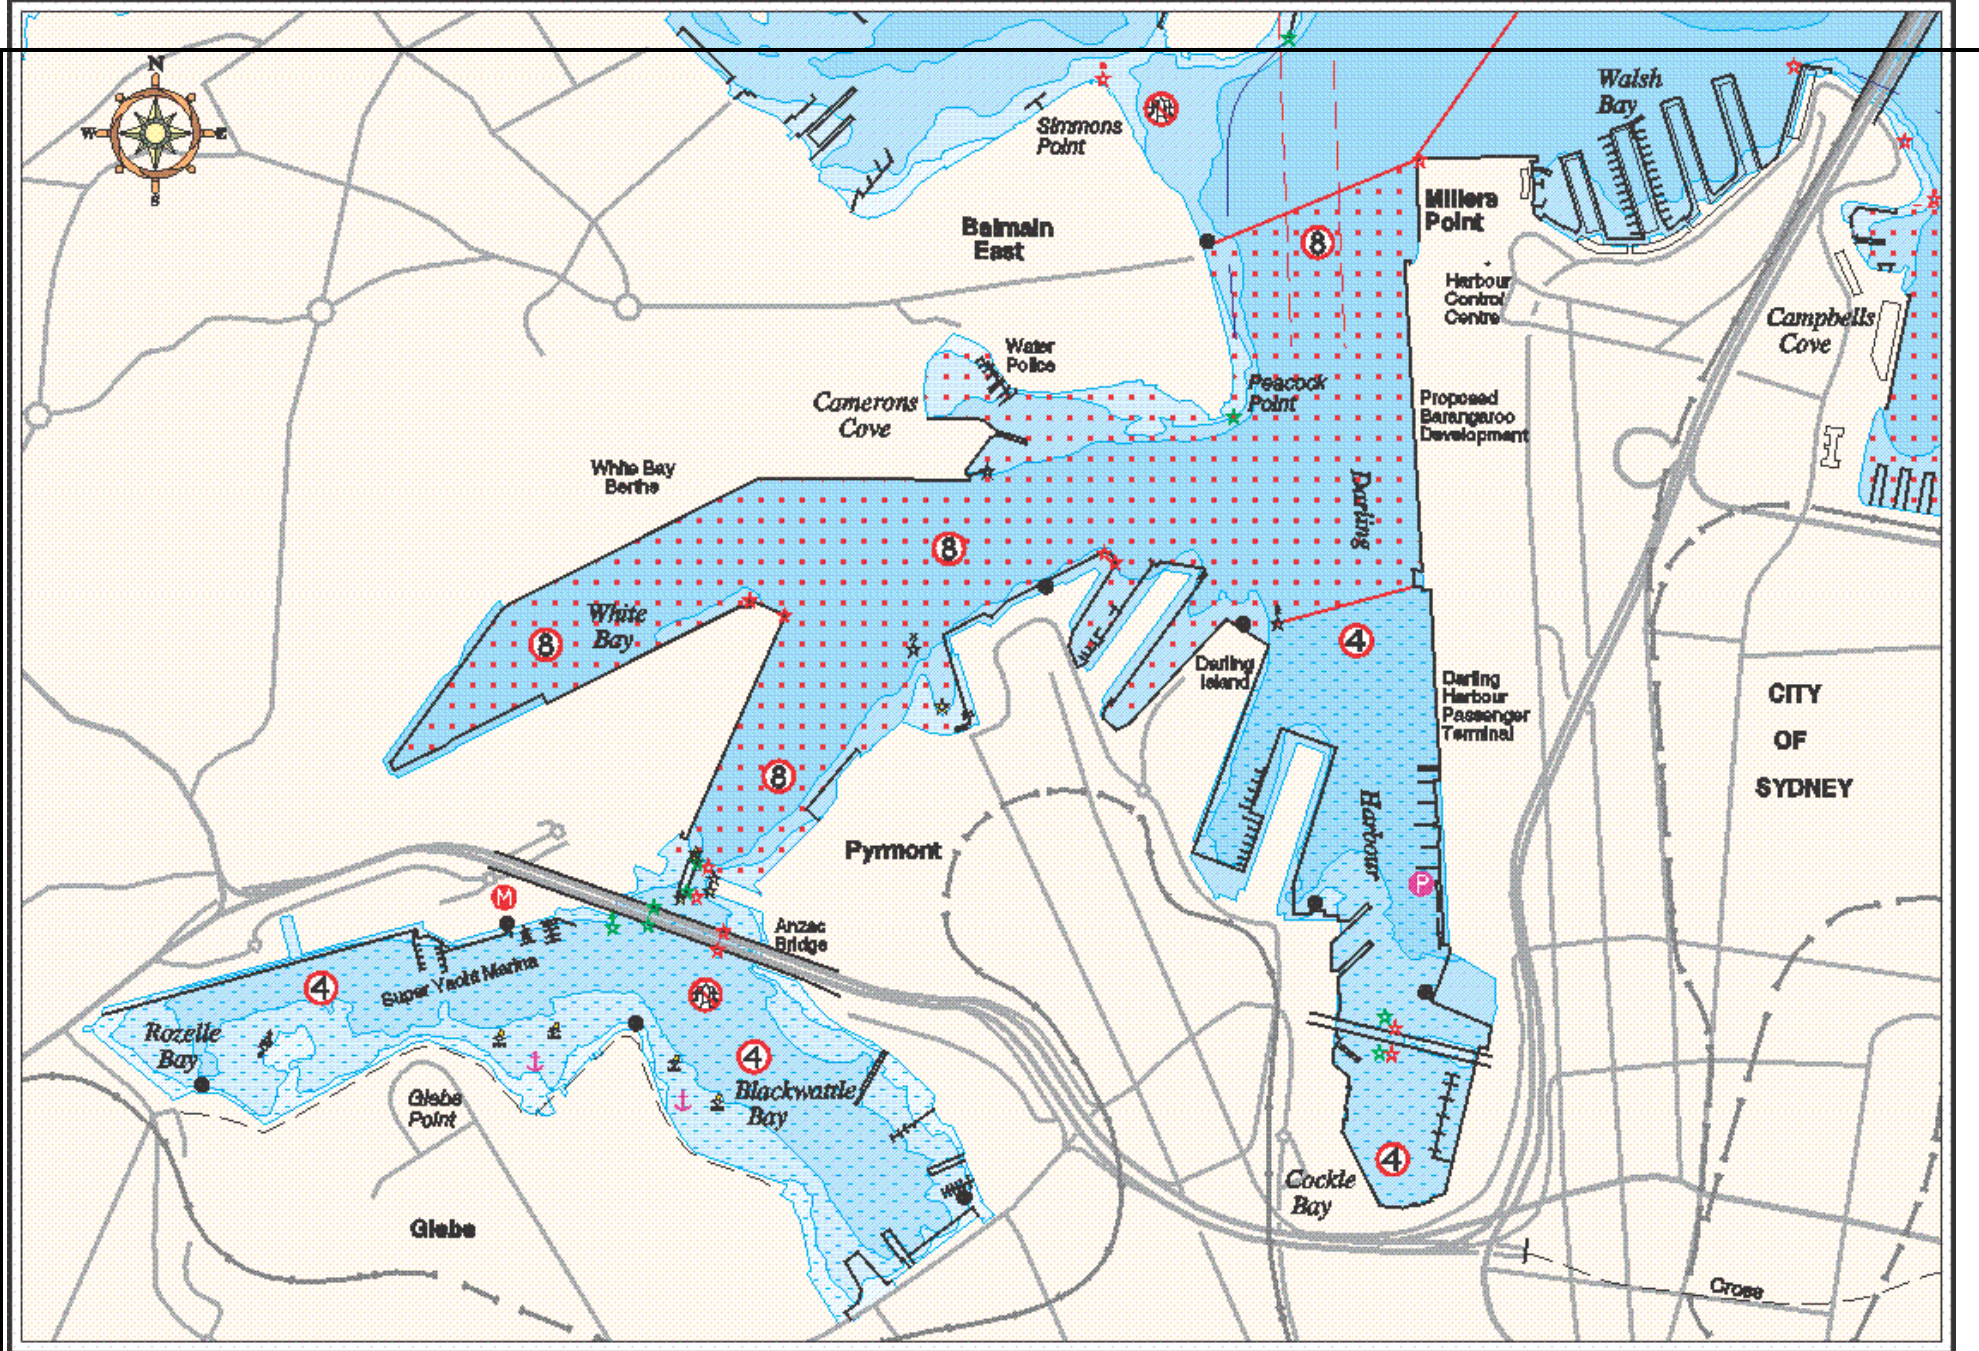 N
W
E
S
Simmons
Point
Walsh
Bay
Balmain
East
Millers
Point
8
Harbour
Control
Centre
Campbells
Cove
Water
Police
Camerons
Cove
Peacock
Point
Proposed
Barangaroo
Development
White Bay
Berths
Darling
Harbour
8
White
Bay
8
4
Darling
Island
Darling
Harbour
Passenger
Terminal
CITY
OF
SYDNEY
8
Pyrmont
P
M
Anzac
Bridge
Super Yacht Marina
4
Rozelle
Bay
4
Blackwattle
Bay
Glebe
Point
4
Cockle
Bay
Glebe
Cross